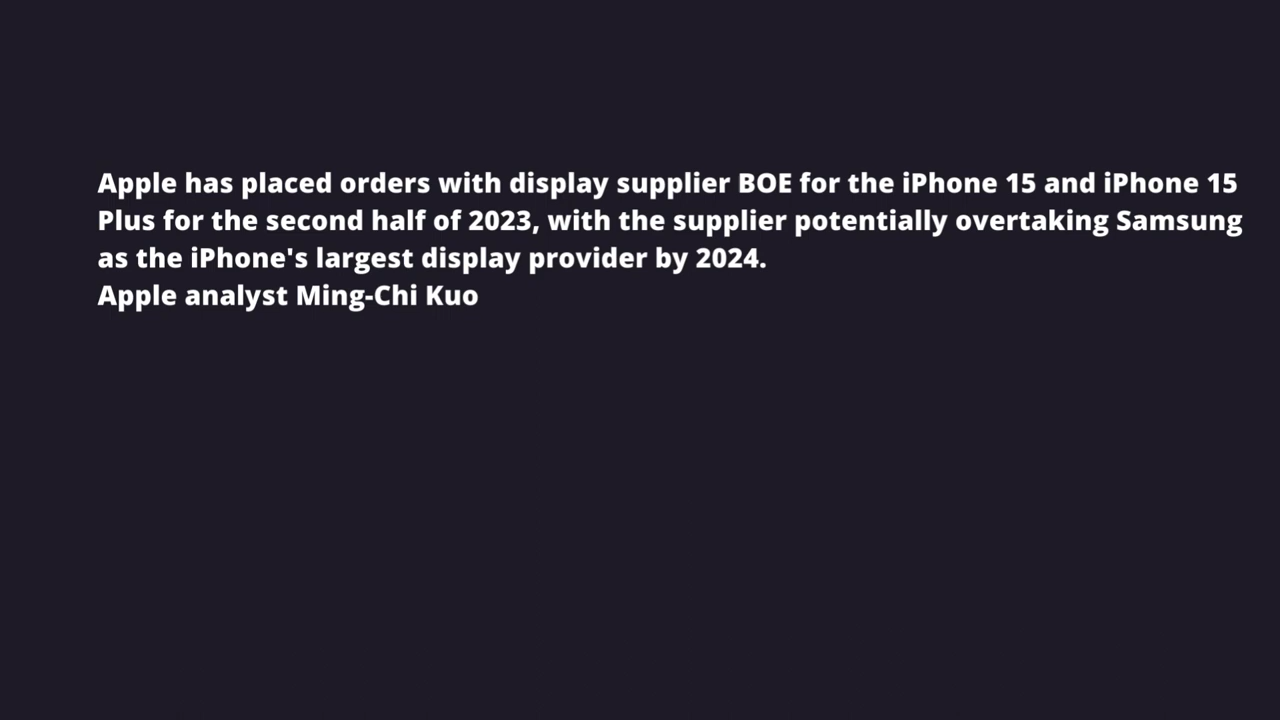 Apple has placed orders with display supplier BOE for the iPhone 15 and iPhone 15
Plus for the second half of 2023, with the supplier potentially overtaking Samsung
as the iPhone's largest display provider by 2024.
Apple analyst Ming-Chi Kuo